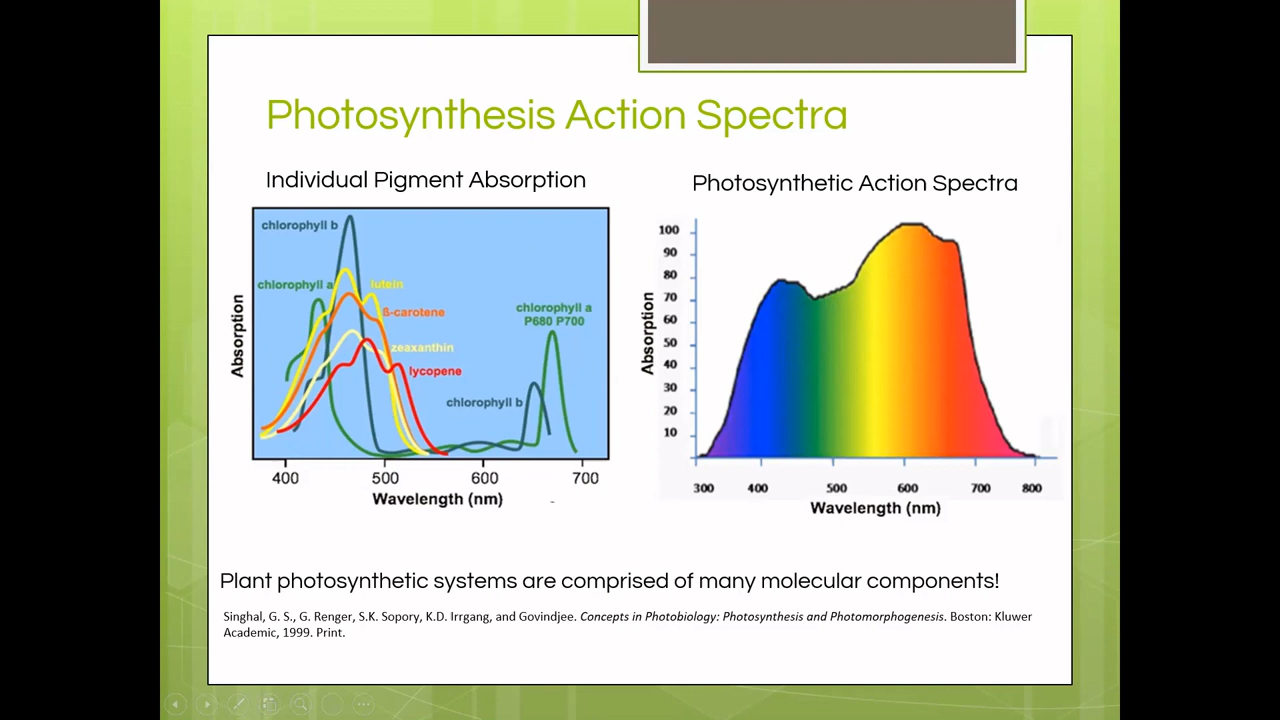 Photosynthesis Action Spectra
Individual Pigment Absorption
chlorophyll b
chlorophyll a
lutein
ß-carotene
zeaxanthin
lycopene
chlorophyll b
chlorophyll a
P680 P700
Absorption
400 500 600 700
Wavelength (nm)
Photosynthetic Action Spectra
100
90
80
70
60
50
40
30
20
10
Absorption
300 400 500 600 700 800
Wavelength (nm)
Plant photosynthetic systems are comprised of many molecular components!
Singhal, G. S., G. Renger, S.K. Sopory, K.D. Irrgang, and Govindjee. Concepts in Photobiology: Photosynthesis and Photomorphogenesis. Boston: Kluwer
Academic, 1999. Print.